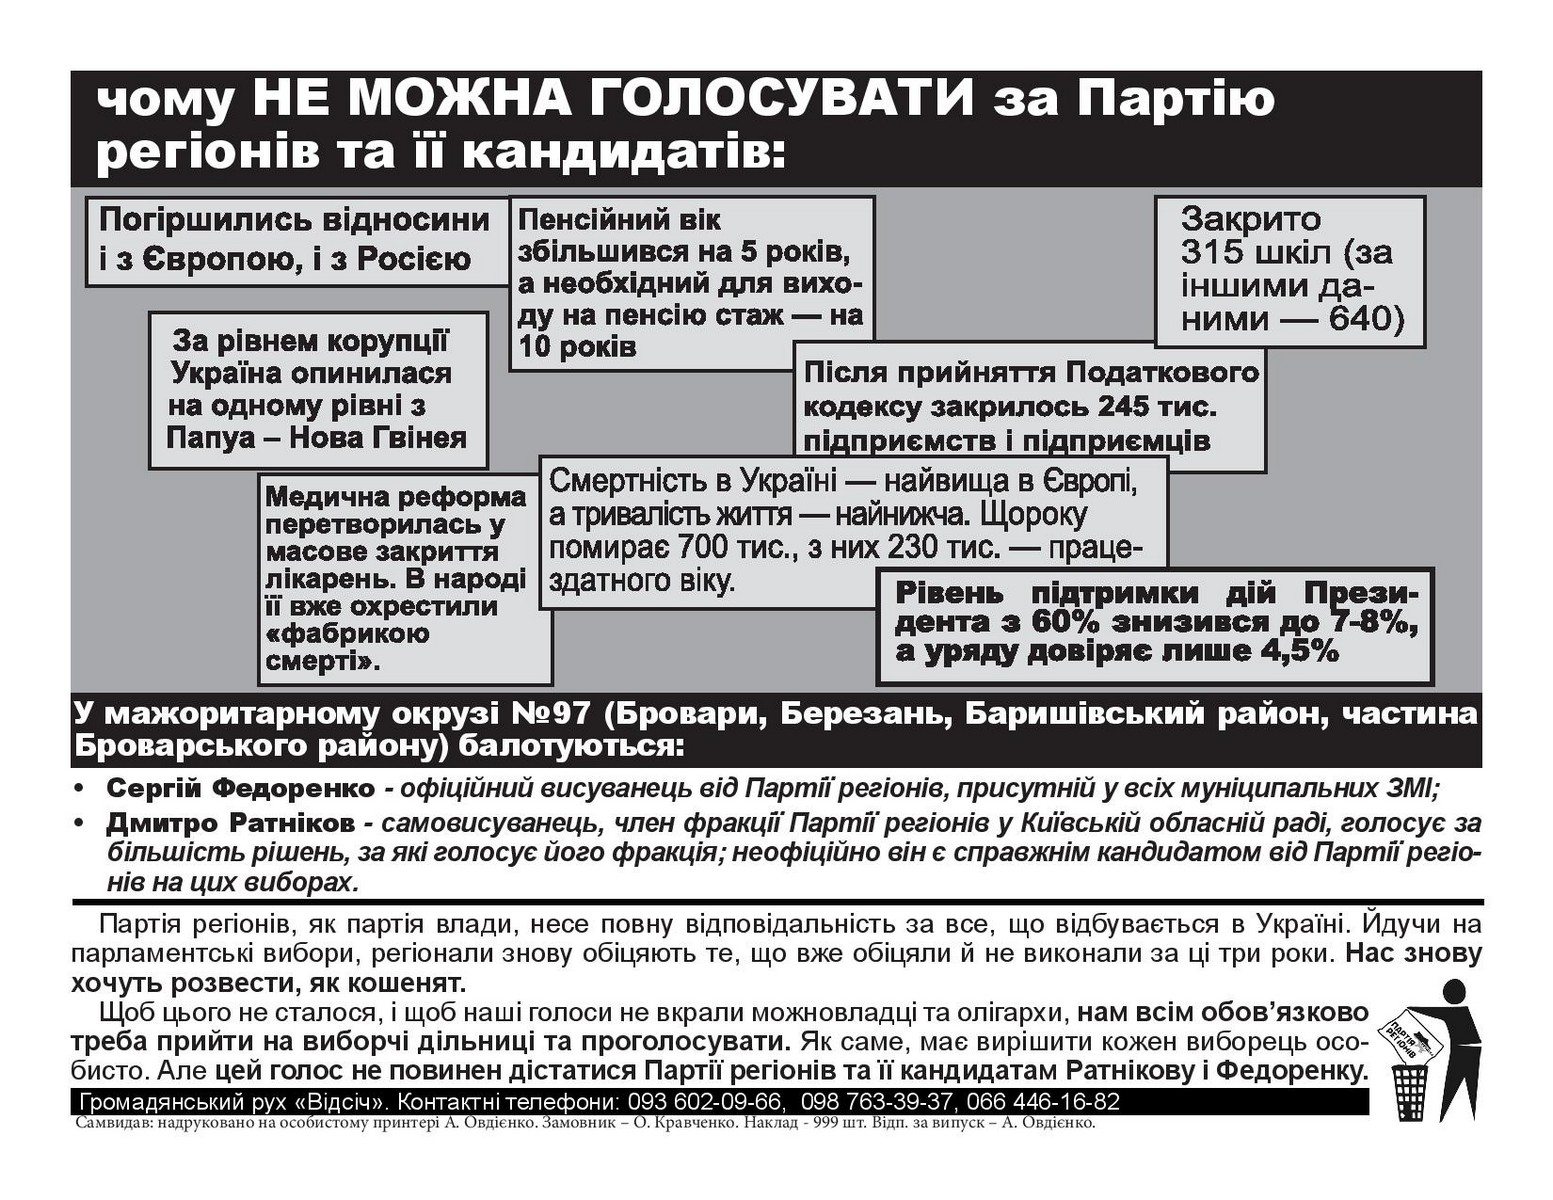 чому НЕ МОЖНА ГОЛОСУВАТИ за Партію
регіонів та її кандидатів:
Погіршились відносини
і з Європою, і з Росією
Пенсійний вік
збільшився на 5 років,
а необхідний для вихо-
ду на пенсію стаж — на
10 років
Закрито
315 шкіл (за
іншими да-
ними — 640)
За рівнем корупції
Україна опинилася
на одному рівні з
Папуа – Нова Гвінея
Після прийняття Податкового
кодексу закрилось 245 тис.
підприємств і підприємців
Медична реформа
перетворилась у
масове закриття
лікарень. В народі
її вже охрестили
«фабрикою
смерті».
Смертність в Україні — найвища в Європі,
а тривалість життя — найнижча. Щороку
помирає 700 тис., з них 230 тис. — праце-
здатного віку.
Рівень підтримки дій Прези-
дента з 60% знизився до 7-8%,
а уряду довіряє лише 4,5%
У мажоритарному окрузі №97 (Бровари, Березань, Баришівський район, частина
Броварського району) балотуються:
• Сергій Федоренко - офіційний висуванець від Партії регіонів, присутній у всіх муніципальних ЗМІ;
• Дмитро Ратніков - самовисуванець, член фракції Партії регіонів у Київській обласній раді, голосує за
більшість рішень, за які голосує його фракція; неофіційно він є справжнім кандидатом від Партії регіо-
нів на цих виборах.
Партія регіонів, як партія влади, несе повну відповідальність за все, що відбувається в Україні. Йдучи на
парламентські вибори, регіонали знову обіцяють те, що вже обіцяли й не виконали за ці три роки. Нас знову
хочуть розвести, як кошенят.
Щоб цього не сталося, і щоб наші голоси не вкрали можновладці та олігархи, нам всім обов’язково
треба прийти на виборчі дільниці та проголосувати. Як саме, має вирішити кожен виборець осо-
бисто. Але цей голос не повинен дістатися Партії регіонів та її кандидатам Ратнікову і Федоренку.
ПАРТІЯ
РЕГІОНІВ
Громадянський рух «Відсіч». Контактні телефони: 093 602-09-66, 098 763-39-37, 066 446-16-82
Самвидав: надруковано на особистому принтері А. Овдієнко. Замовник – О. Кравченко. Наклад - 999 шт. Відп. за випуск – А. Овдієнко.